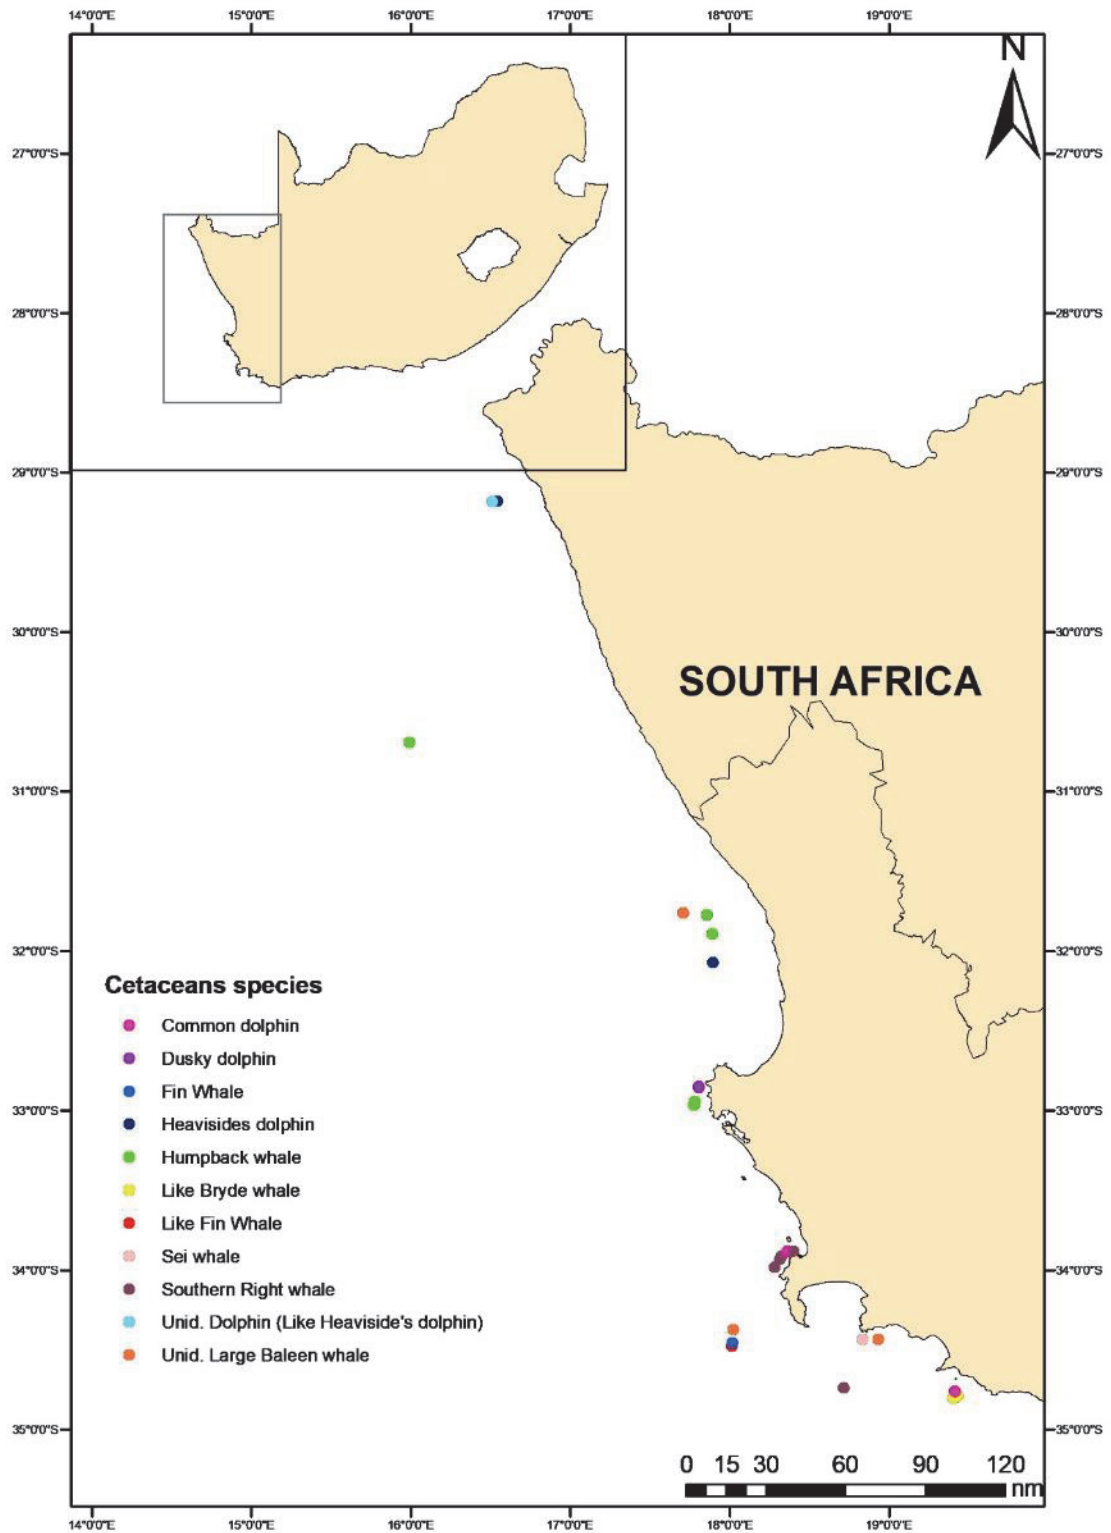 14°0'0"E 15°0'0"E 16°0'0"E 17°0'0"E 18°0'0"E 19°0'0"E
N
27°0'0"S 27°0'0"S
28°0'0"S 28°0'0"S
29°0'0"S 29°0'0"S
30°0'0"S 30°0'0"S
SOUTH AFRICA
31°0'0"S 31°0'0"S
32°0'0"S 32°0'0"S
Cetaceans species
Common dolphin
Dusky dolphin
Fin Whale
33°0'0"S 33°0'0"S
Heavisides dolphin
Humpback whale
Like Bryde whale
Like Fin Whale
Sei whale
34°0'0"S 34°0'0"S
Southern Right whale
Unid. Dolphin (Like Heaviside's dolphin)
Unid. Large Baleen whale
35°0'0"S 35°0'0"S
0 15 30 60 90 120
nm
14°0'0"E 15°0'0"E 16°0'0"E 17°0'0"E 18°0'0"E 19°0'0"E